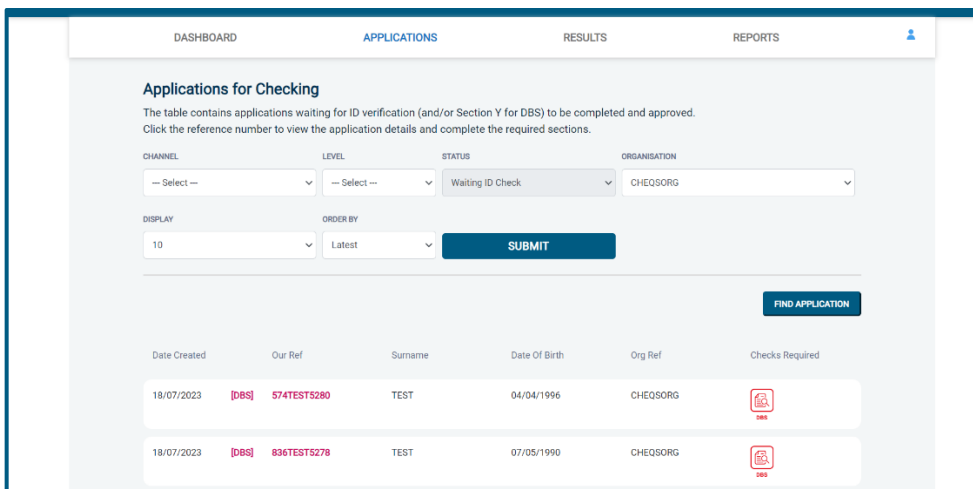 DASHBOARD APPLICATIONS RESULTS REPORTS
Applications for Checking
The table contains applications waiting for ID verification (and/or Section Y for DBS) to be completed and approved.
Click the reference number to view the application details and complete the required sections.
CHANNEL LEVEL STATUS ORGANISATION
--- Select --- --- Select --- Waiting ID Check CHEQSORG
DISPLAY ORDER BY
10 Latest SUBMIT
FIND APPLICATION
Date Created Our Ref Surname Date Of Birth Org Ref Checks Required
18/07/2023 [DBS] 574TEST5280 TEST 04/04/1996 CHEQSORG
DBS
18/07/2023 [DBS] 836TEST5278 TEST 07/05/1990 CHEQSORG
DBS